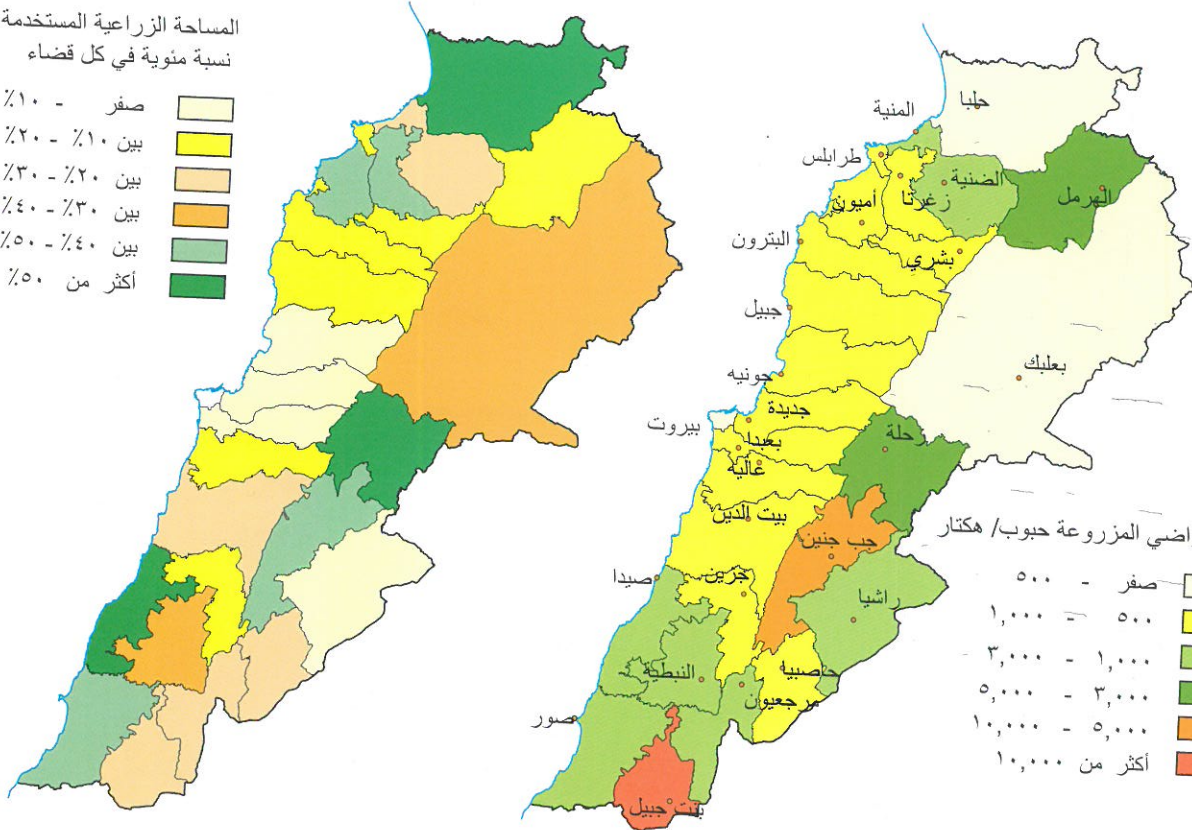 المساحة الزراعية المستخدمة
نسبة مئوية في كل قضاء
صفر - ١٠٪
بين ١٠٪ - ٢٠٪
بين ٢٠٪ - ٣٠٪
بين ٣٠٪ - ٤٠٪
بين ٤٠٪ - ٥٠٪
أكثر من ٥٠٪
حلبا
المنية
طرابلس
الضنية
زغرتا
الهرمل
أميون
البترون
بشري
جبيل
بعلبك
جونيه
جديدة
بيروت
بعبدا
زحلة
عاليه
بيت الدين
جب جنين
صيدا
جزين
راشيا
حاصبيا
النبطية
مرجعيون
صور
بنت جبيل
اضي المزروعة حبوب/ هكتار
صفر - ٥٠٠
٥٠٠ - ١,٠٠٠
١,٠٠٠ - ٣,٠٠٠
٣,٠٠٠ - ٥,٠٠٠
٥,٠٠٠ - ١٠,٠٠٠
أكثر من ١٠,٠٠٠